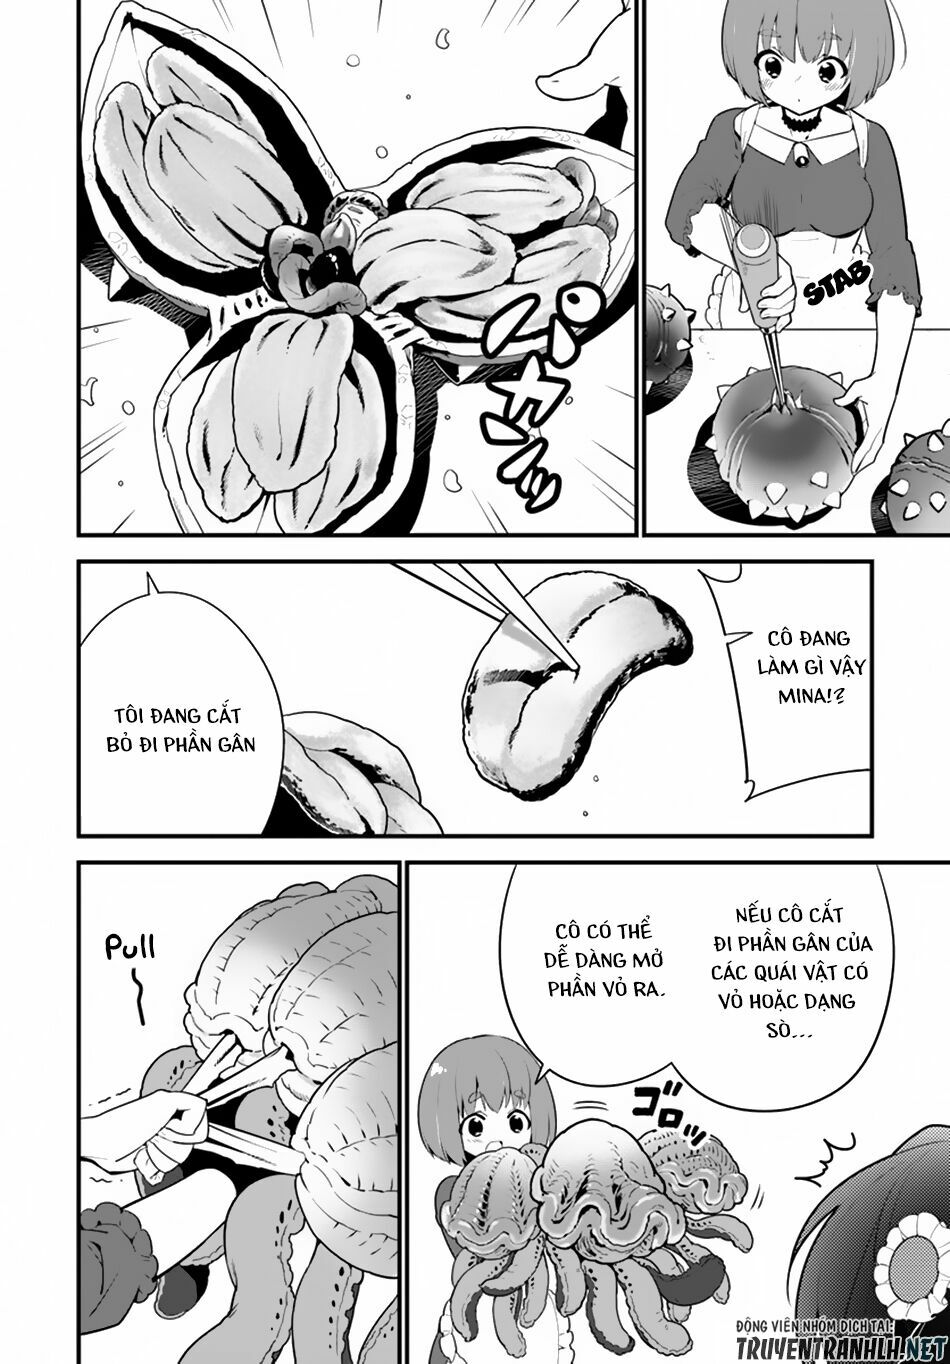 STAB
パカンッ
CÔ ĐANG
LÀM GÌ VẬY
MINA!?
TÔI ĐANG CẮT
BỎ ĐI PHẦN GÂN
NẾU CÔ CẮT
ĐI PHẦN GÂN CỦA
CÁC QUÁI VẬT CÓ
VỎ HOẶC DẠNG
SÒ...
CÔ CÓ THỂ
DỄ DÀNG MỞ
PHẦN VỎ RA.
ゴロッ
Pull
ĐỘNG VIÊN NHÓM DỊCH TẠI:
TRUYENTRANHLH.NET